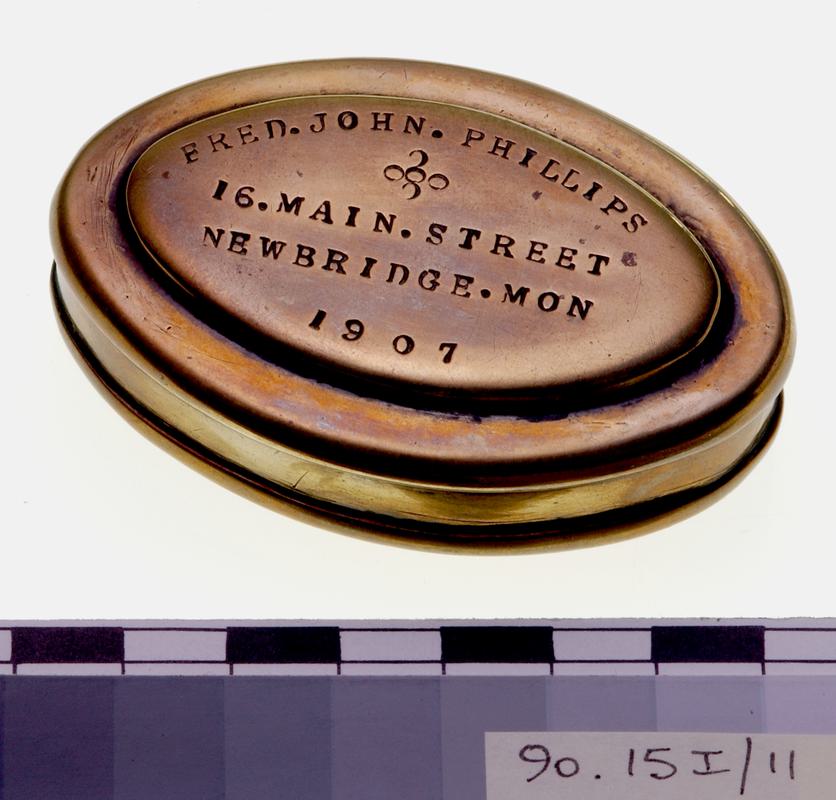 FRED. JOHN. PHILLIPS
16. MAIN. STREET
NEWBRIDGE. MON
1907
90.15I/11